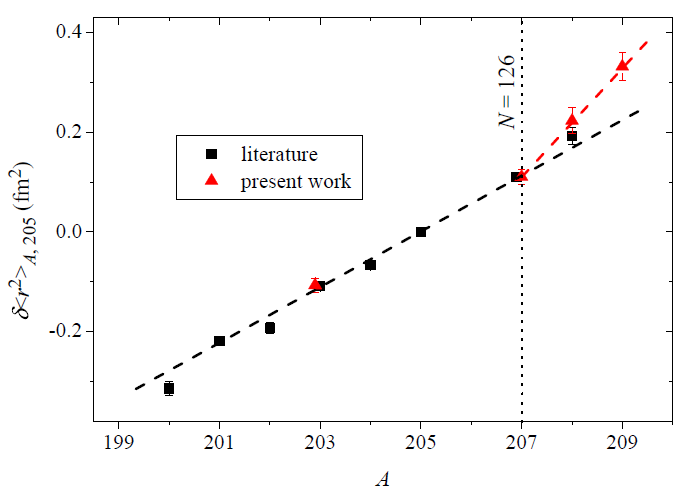 0.4
0.2
0.0
-0.2
δ<r²>A, 205 (fm²)
N = 126
literature
present work
199
201
203
205
207
209
A